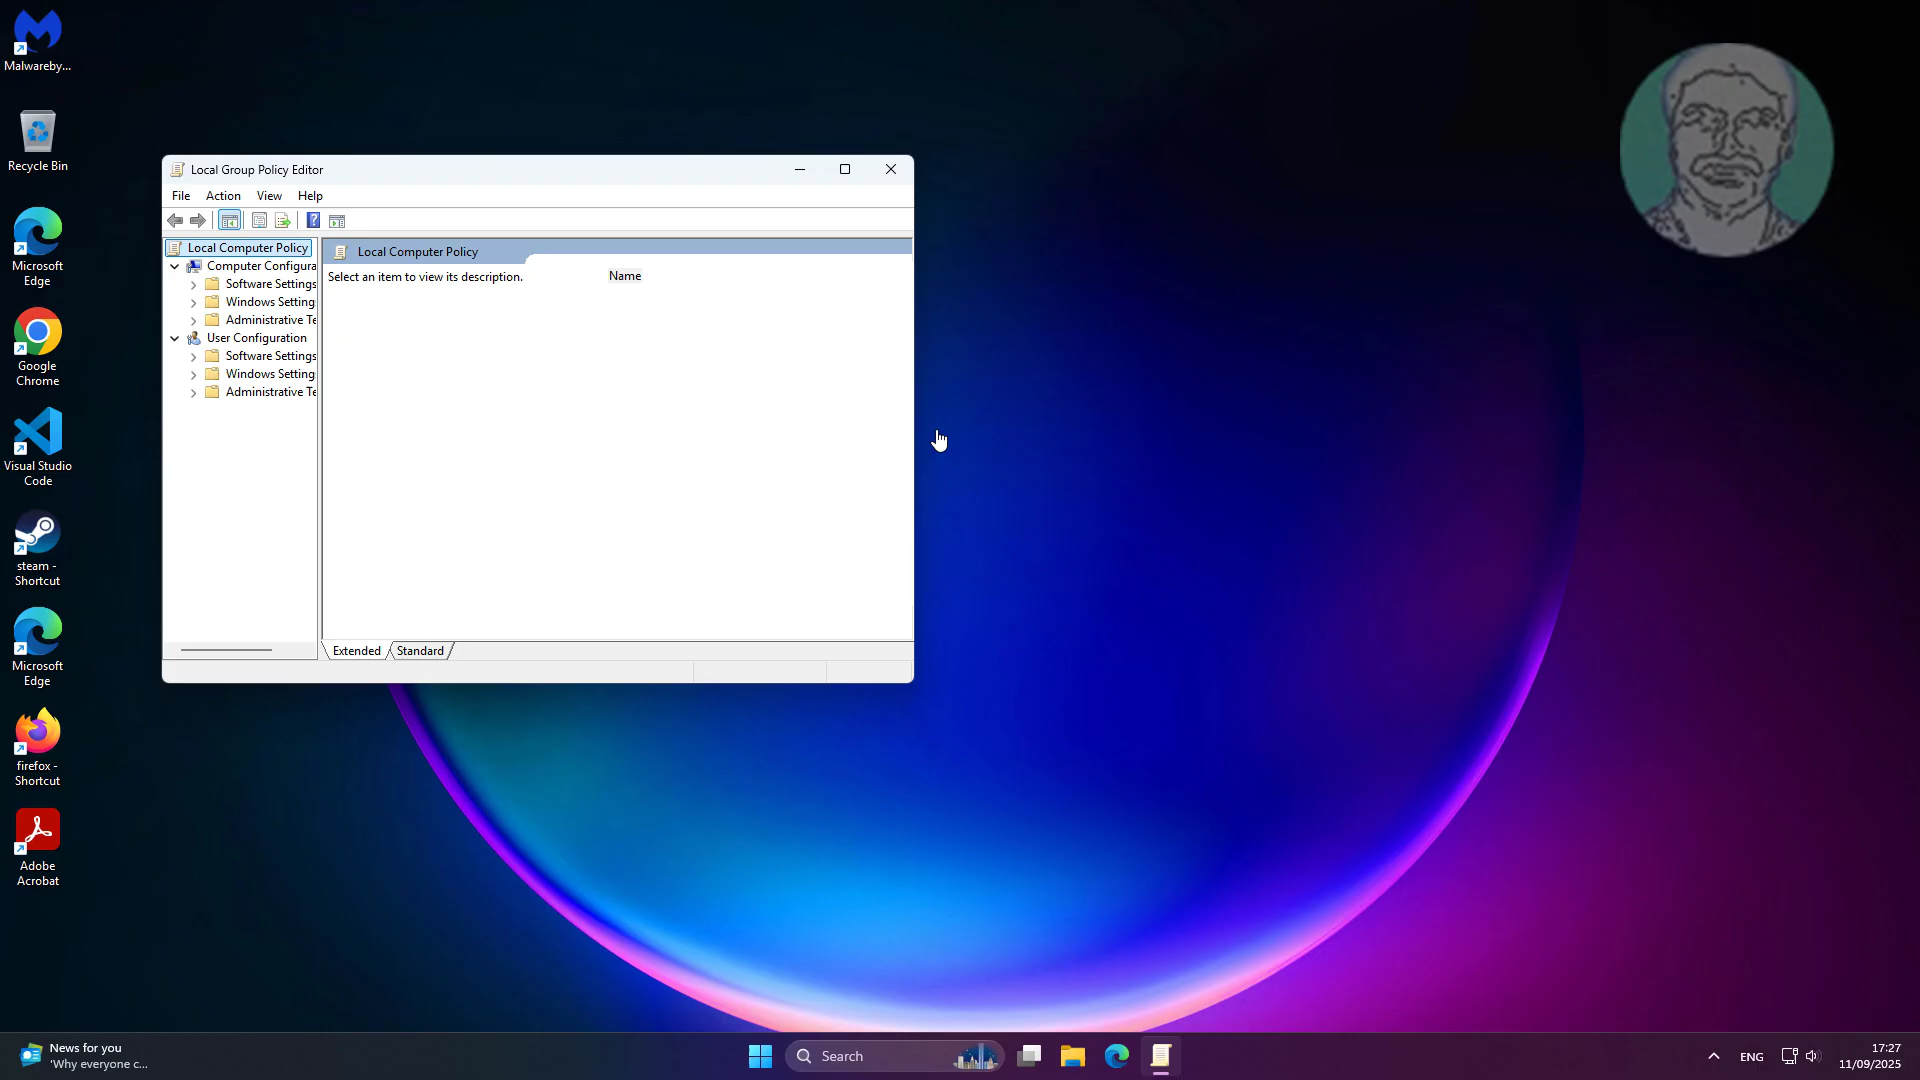 Malwareby...
Recycle Bin
Microsoft
Edge
Google
Chrome
Visual Studio
Code
steam -
Shortcut
Microsoft
Edge
firefox -
Shortcut
Adobe
Acrobat
Local Group Policy Editor
File Action View Help
Local Computer Policy
Computer Configura
Software Settings
Windows Setting
Administrative Te
User Configuration
Software Settings
Windows Setting
Administrative Te
Local Computer Policy
Select an item to view its description.
Name
Extended Standard
News for you
'Why everyone c...
Search
ENG
17:27
11/09/2025